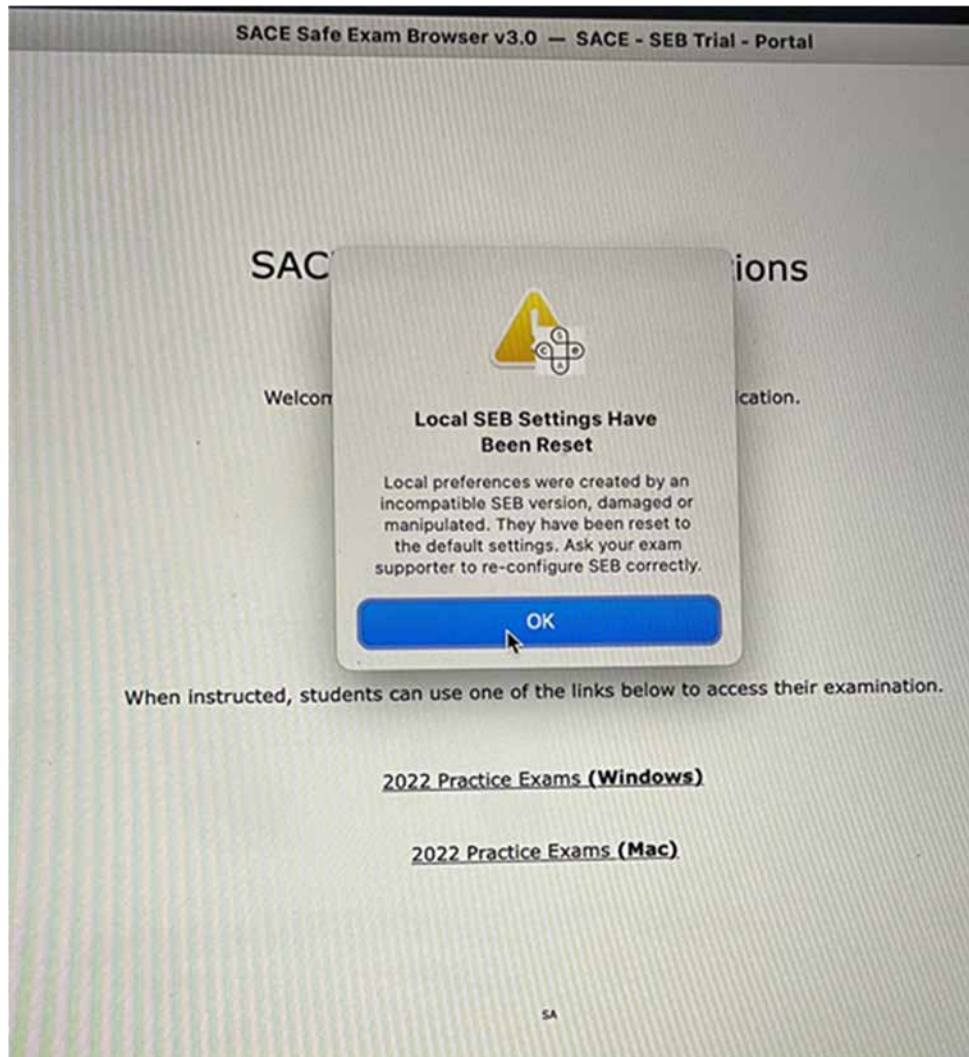 SACE Safe Exam Browser v3.0 — SACE - SEB Trial - Portal
SAC ions
Welcom ication.
Local SEB Settings Have
Been Reset
Local preferences were created by an
incompatible SEB version, damaged or
manipulated. They have been reset to
the default settings. Ask your exam
supporter to re-configure SEB correctly.
OK
When instructed, students can use one of the links below to access their examination.
2022 Practice Exams (Windows)
2022 Practice Exams (Mac)
SA